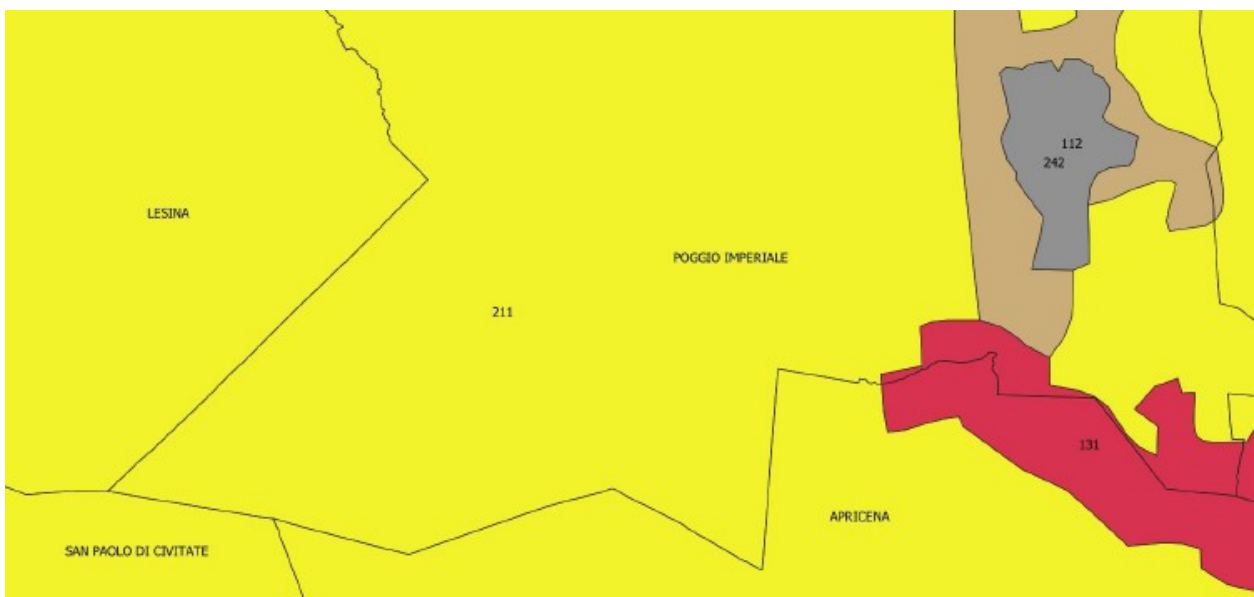 112
242
LESINA
POGGIO IMPERIALE
211
131
APRICENA
SAN PAOLO DI CIVITATE